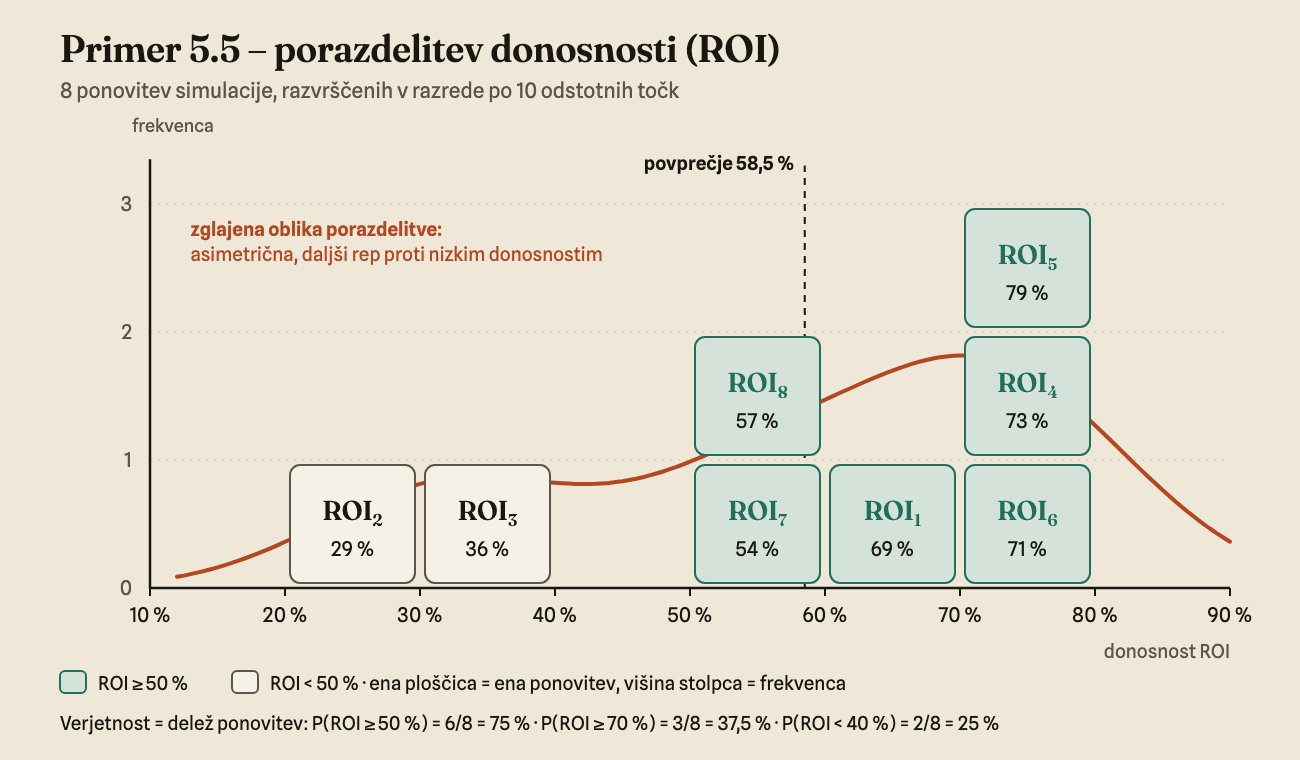 Primer 5.5 – porazdelitev donosnosti (ROI)
8 ponovitev simulacije, razvrščenih v razrede po 10 odstotnih točk
frekvenca
povprečje 58,5 %
3
zglajena oblika porazdelitve:
asimetrična, daljši rep proti nizkim donosnostim
ROI₅
79 %
2
ROI₈
57 %
ROI₄
73 %
1
ROI₂
29 %
ROI₃
36 %
ROI₇
54 %
ROI₁
69 %
ROI₆
71 %
0
10 % 20 % 30 % 40 % 50 % 60 % 70 % 80 % 90 %
donosnost ROI
ROI ≥ 50 %
ROI < 50 % · ena ploščica = ena ponovitev, višina stolpca = frekvenca
Verjetnost = delež ponovitev: P(ROI ≥ 50 %) = 6/8 = 75 % · P(ROI ≥ 70 %) = 3/8 = 37,5 % · P(ROI < 40 %) = 2/8 = 25 %